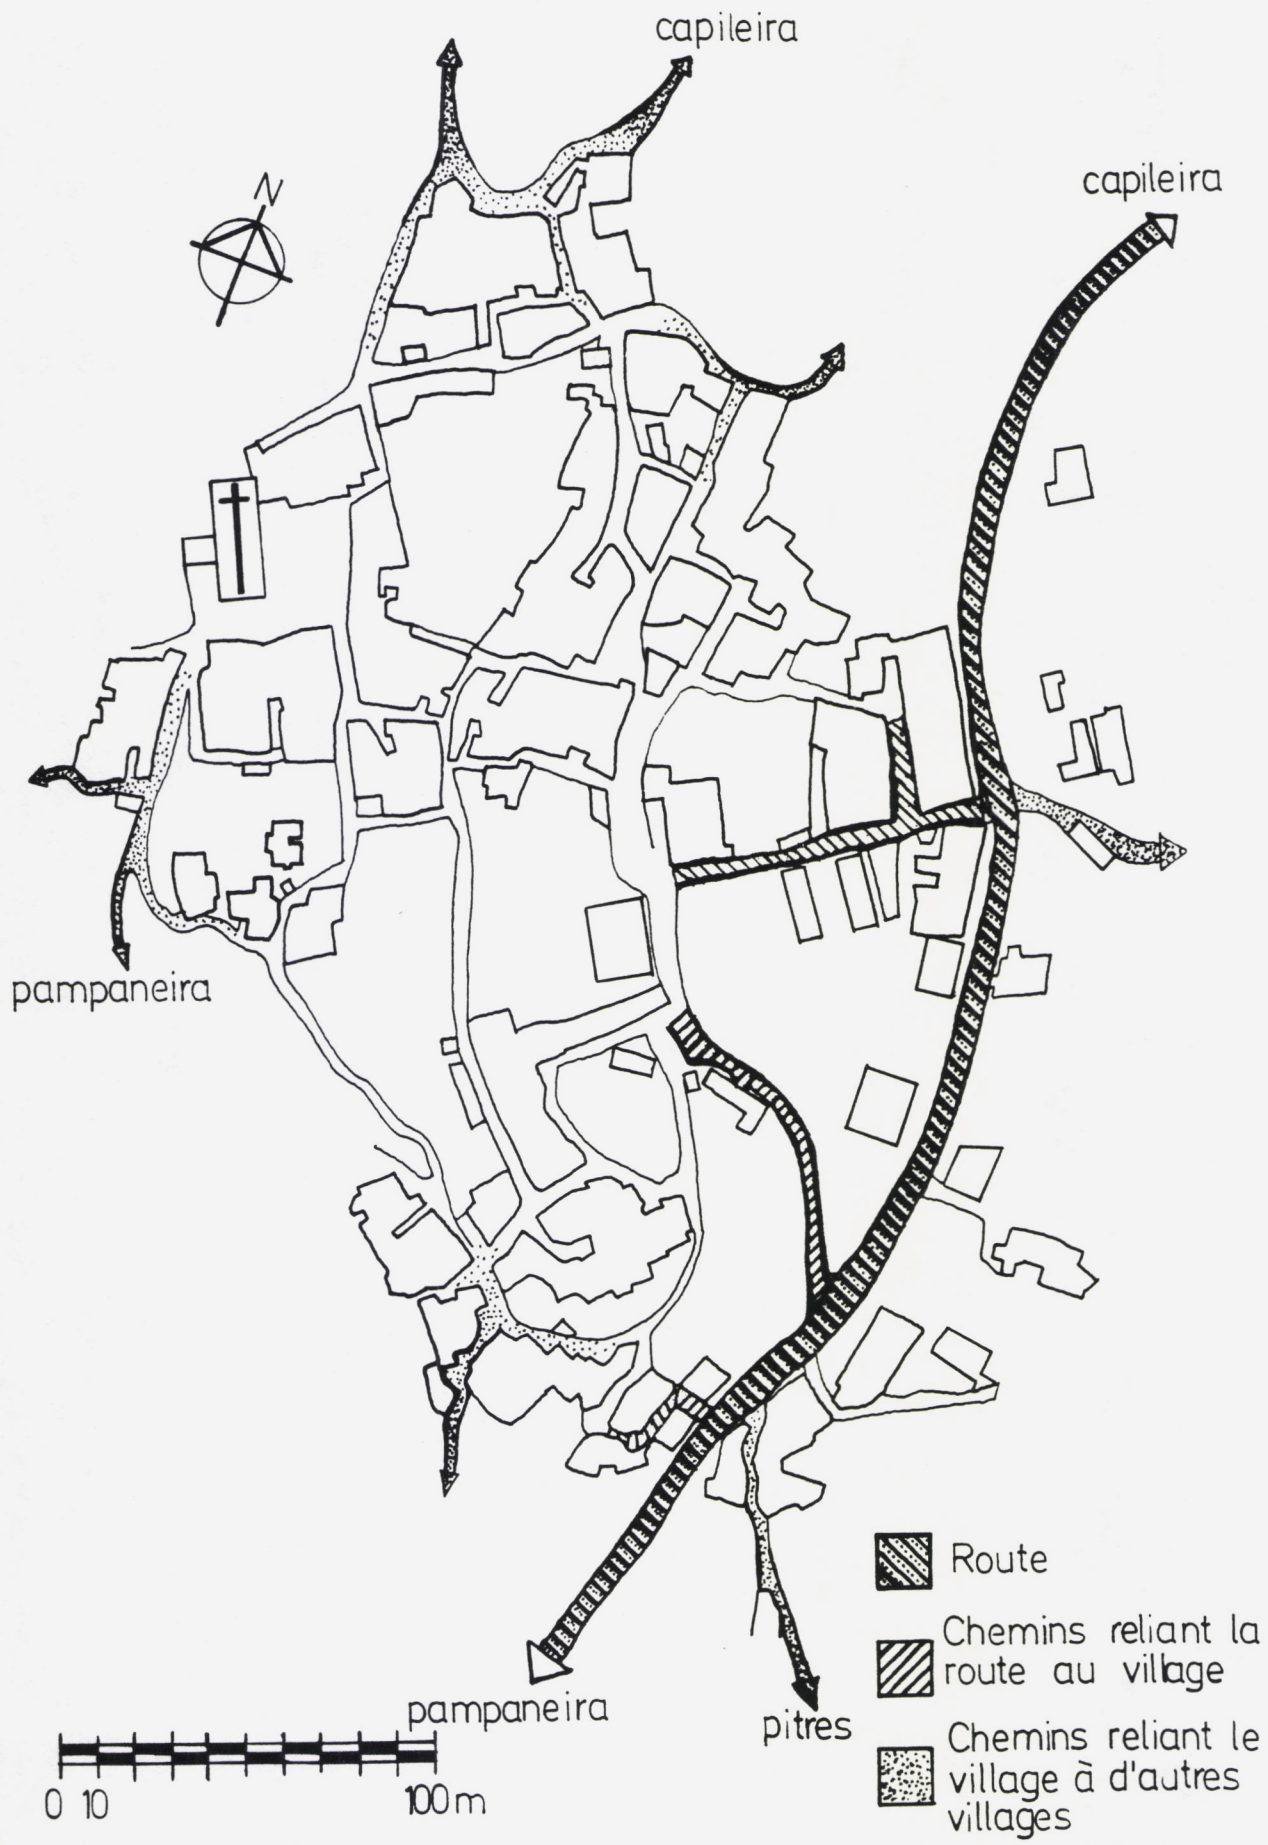 capileira
capileira
N
pampaneira
pampaneira
pitres
Route
Chemins reliant la
route au village
Chemins reliant le
village à d'autres
villages
0 10 100m